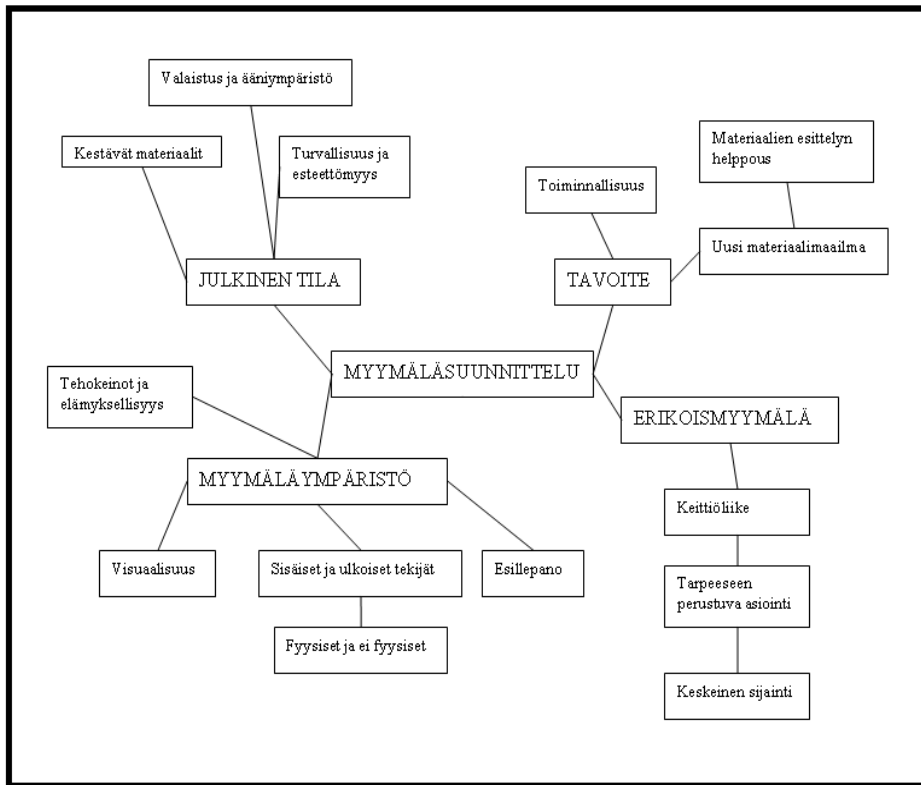 Valaistus ja ääniympäristö
Kestävät materiaalit
Turvallisuus ja
esteettömyys
JULKINEN TILA
Materiaalien esittelyn
helppous
Toiminnallisuus
Uusi materiaalimaailma
TAVOITE
MYYMÄLÄSUUNNITTELU
Tehokeinot ja
elämyksellisyys
MYYMÄLÄYMPÄRISTÖ
Visuaalisuus
Sisäiset ja ulkoiset tekijät
Esillepano
Fyysiset ja ei fyysiset
ERIKOISMYYMÄLÄ
Keittiöliike
Tarpeeseen
perustuva asiointi
Keskeinen sijainti